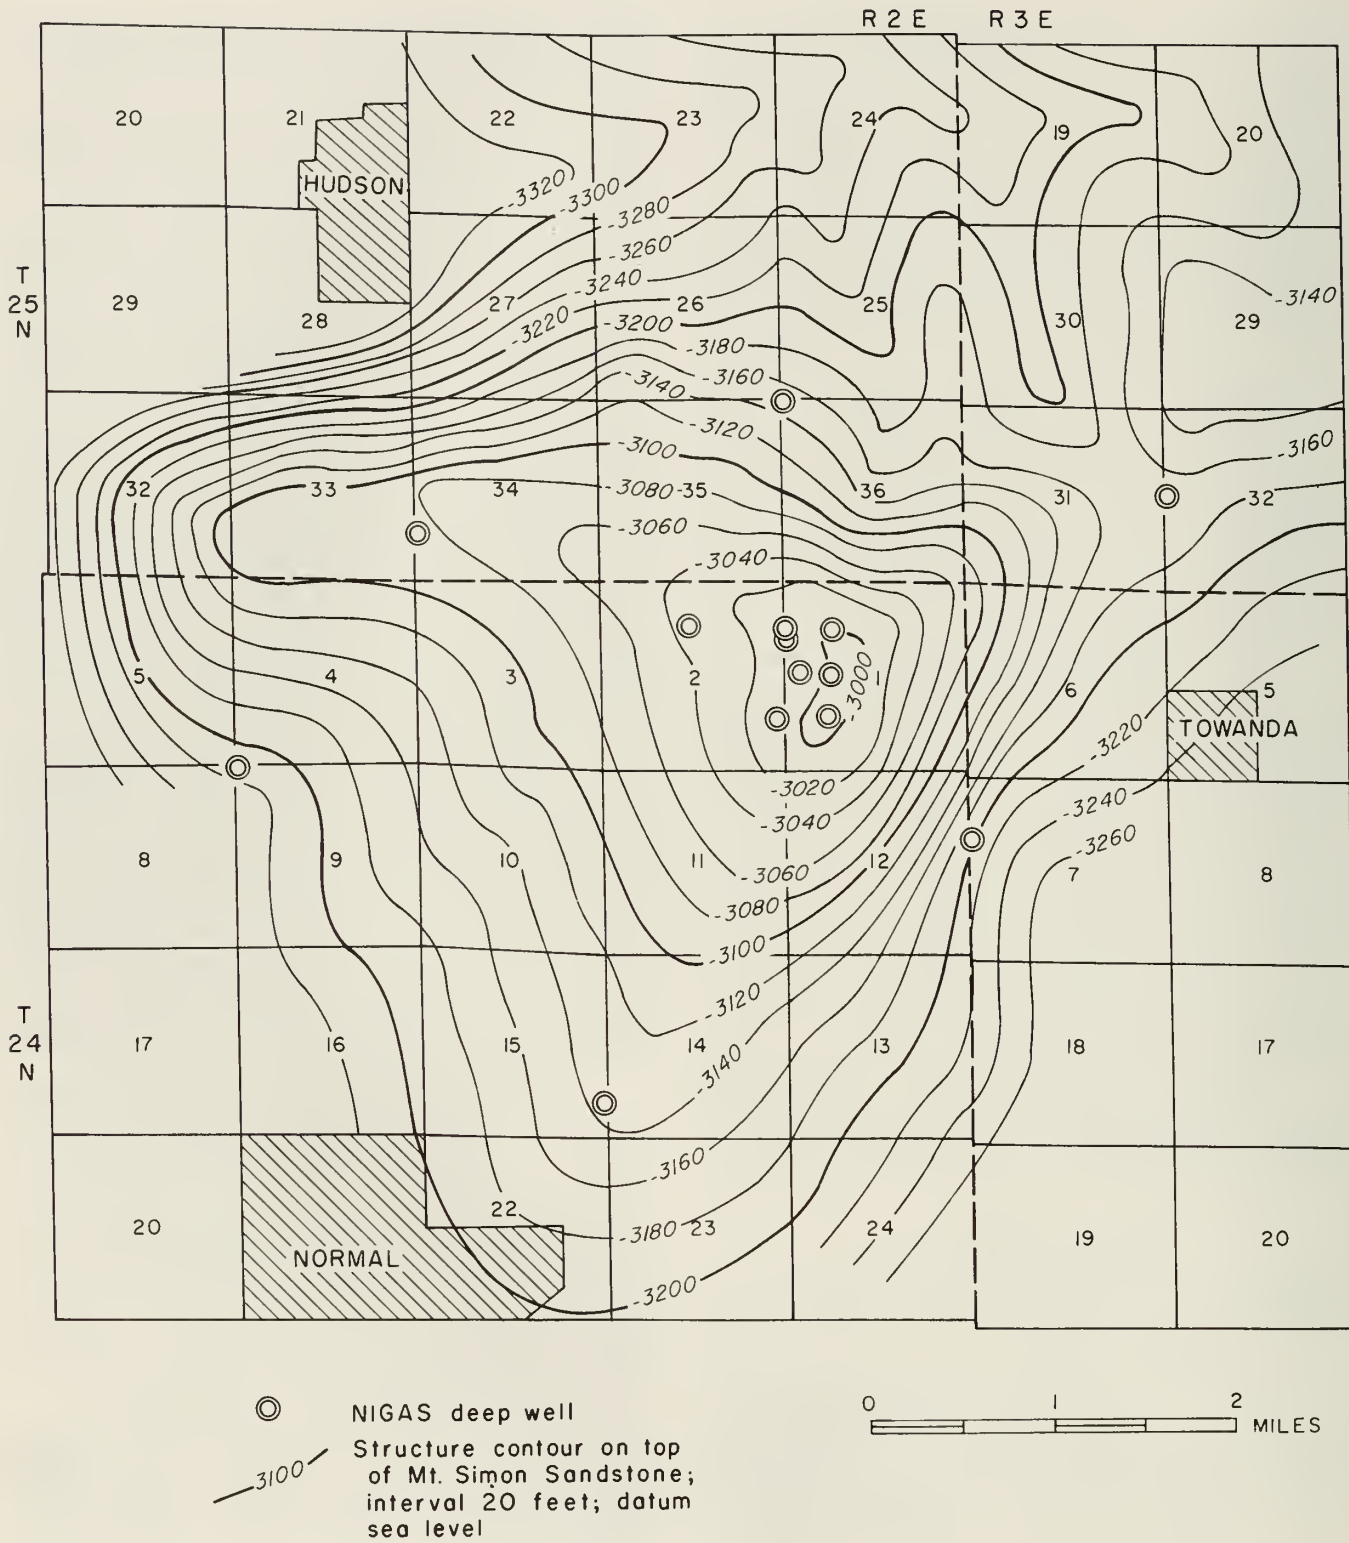 R 2 E R 3 E
20 21 22 23 24 19 20
HUDSON
-3320
-3300
-3280
-3260
-3240
-3220
-3200
-3180
-3160
-3140
-3120
-3100
-3080
-3060
-3040
T
25
N
29 28 27 26 25 30 29
-3140
-3160
32 33 34 35 36 31 32
5 4 3 2 1 6 5
-3000
TOWANDA
-3220
-3240
-3260
-3020
-3040
-3060
-3080
-3100
-3120
-3140
-3160
-3180
-3200
8 9 10 11 12 7 8
T
24
N
17 16 15 14 13 18 17
20 22 23 24 19 20
NORMAL
NIGAS deep well
-3100
Structure contour on top
of Mt. Simon Sandstone;
interval 20 feet; datum
sea level
0 1 2
MILES